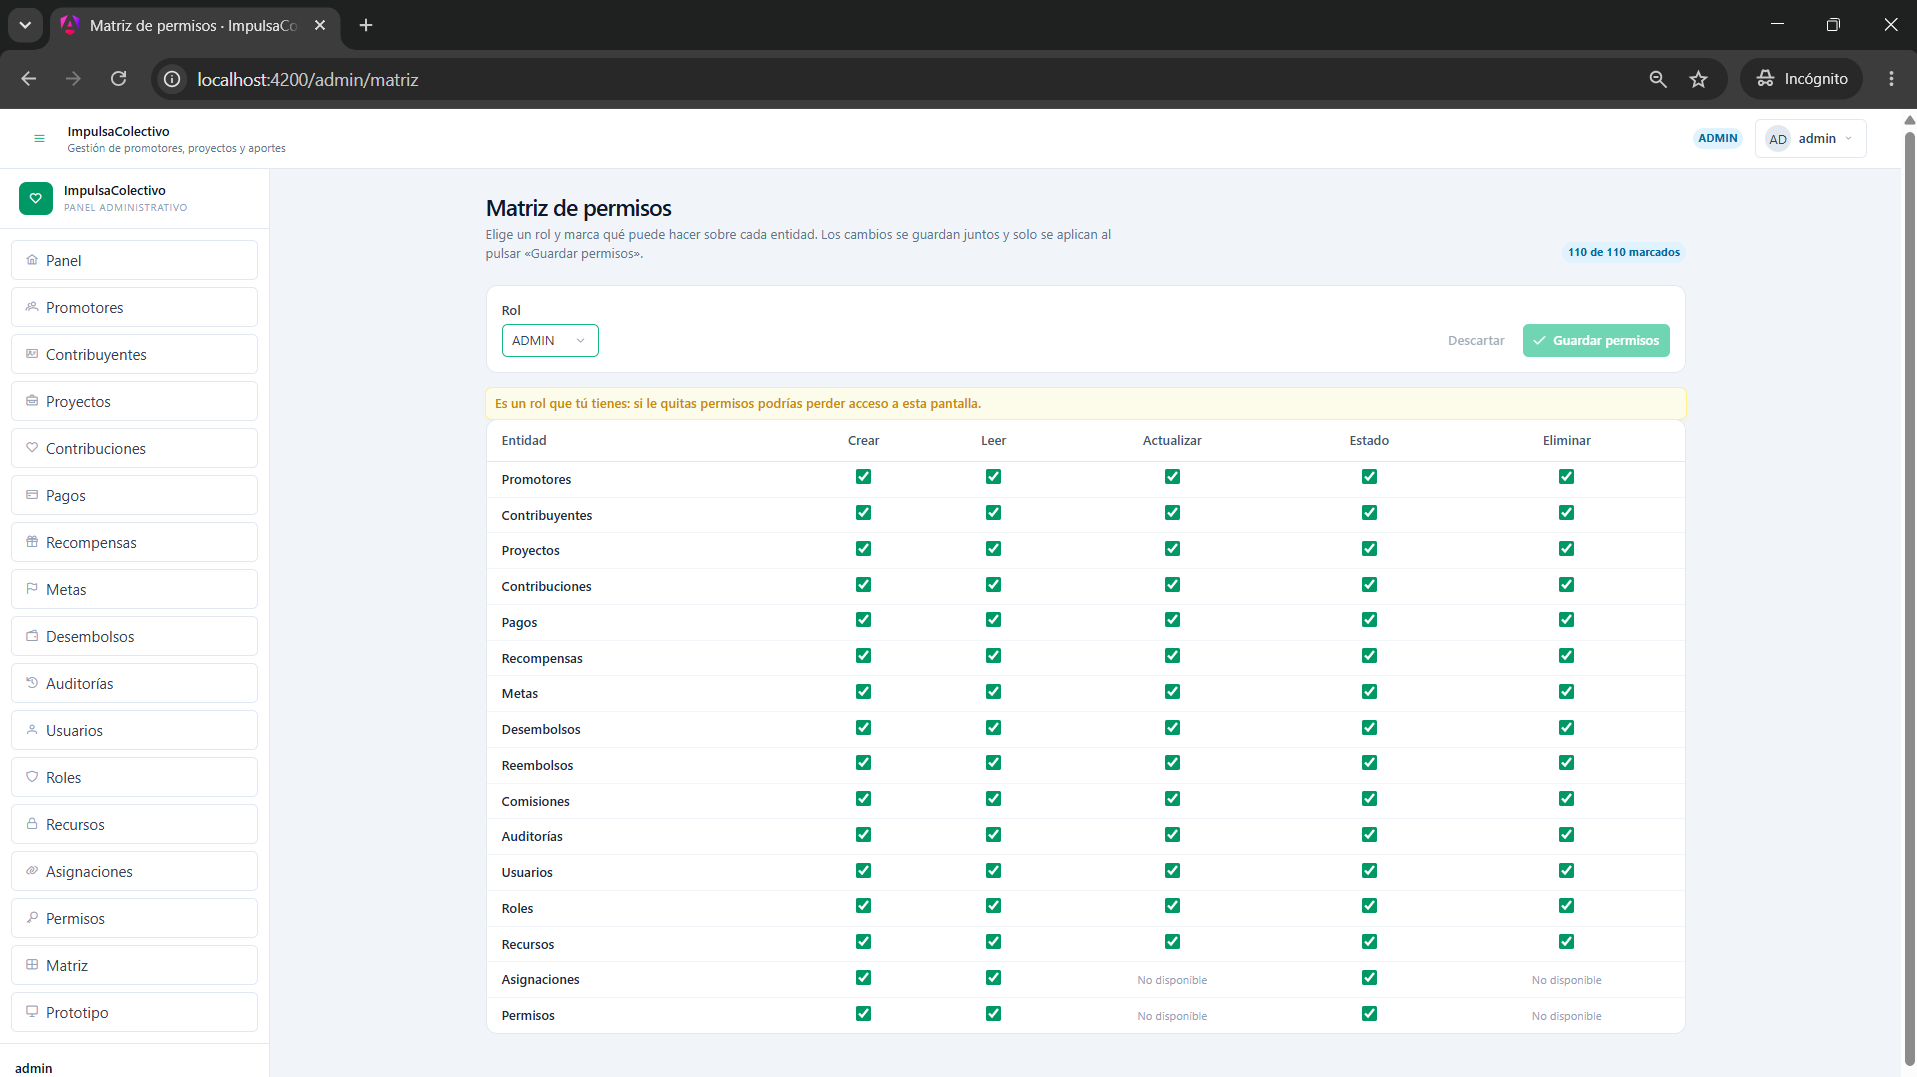 Matriz de permisos · ImpulsaCo
localhost:4200/admin/matriz
Incógnito
ImpulsaColectivo
Gestión de promotores, proyectos y aportes
ADMIN
AD admin
ImpulsaColectivo
PANEL ADMINISTRATIVO
Panel
Promotores
Contribuyentes
Proyectos
Contribuciones
Pagos
Recompensas
Metas
Desembolsos
Auditorías
Usuarios
Roles
Recursos
Asignaciones
Permisos
Matriz
Prototipo
admin
Matriz de permisos
Elige un rol y marca qué puede hacer sobre cada entidad. Los cambios se guardan juntos y solo se aplican al
pulsar «Guardar permisos».
110 de 110 marcados
Rol
ADMIN
Descartar
Guardar permisos
Es un rol que tú tienes: si le quitas permisos podrías perder acceso a esta pantalla.
Entidad Crear Leer Actualizar Estado Eliminar
Promotores
Contribuyentes
Proyectos
Contribuciones
Pagos
Recompensas
Metas
Desembolsos
Reembolsos
Comisiones
Auditorías
Usuarios
Roles
Recursos
Asignaciones No disponible No disponible
Permisos No disponible No disponible